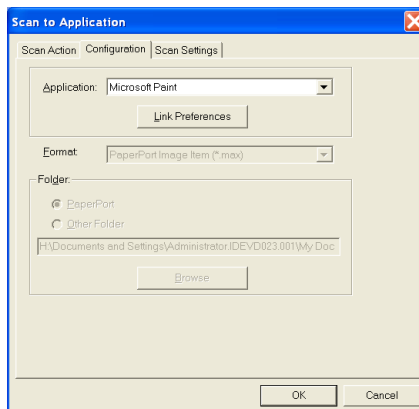 Scan to Application
Scan Action Configuration Scan Settings
Application: Microsoft Paint
Link Preferences
Format: PaperPort Image Item (*.max)
Folder:
PaperPort
Other Folder
H:\Documents and Settings\Administrator.IDEVD023.001\My Doc
Browse
OK Cancel